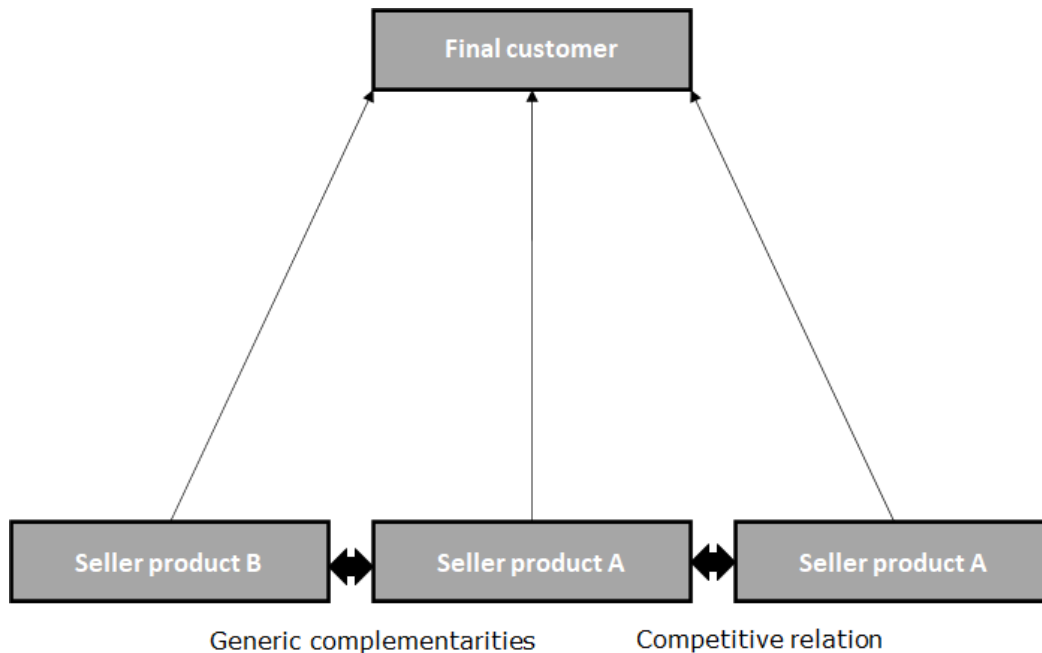 Final customer
Seller product B
Seller product A
Seller product A
Generic complementarities
Competitive relation